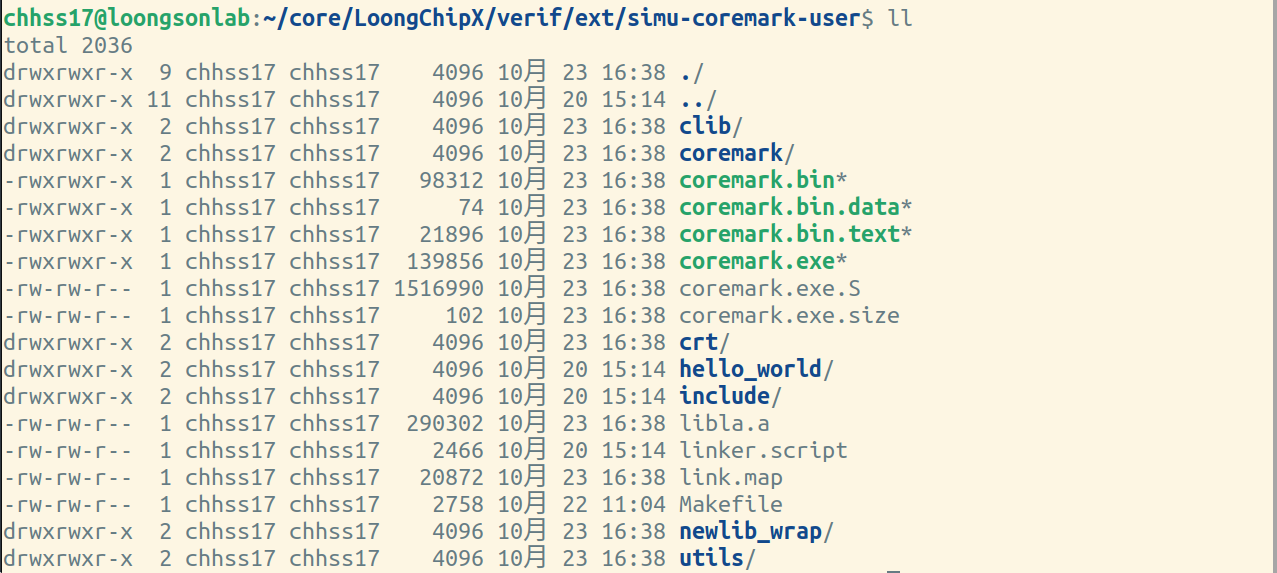 chhss17@loongsonlab:~/core/LoongChipX/verif/ext/simu-coremark-user$ ll
total 2036
drwxrwxr-x  9 chhss17 chhss17    4096 10月 23 16:38 ./
drwxrwxr-x 11 chhss17 chhss17    4096 10月 20 15:14 ../
drwxrwxr-x  2 chhss17 chhss17    4096 10月 23 16:38 clib/
drwxrwxr-x  2 chhss17 chhss17    4096 10月 23 16:38 coremark/
-rwxrwxr-x  1 chhss17 chhss17   98312 10月 23 16:38 coremark.bin*
-rwxrwxr-x  1 chhss17 chhss17      74 10月 23 16:38 coremark.bin.data*
-rwxrwxr-x  1 chhss17 chhss17   21896 10月 23 16:38 coremark.bin.text*
-rwxrwxr-x  1 chhss17 chhss17  139856 10月 23 16:38 coremark.exe*
-rw-rw-r--  1 chhss17 chhss17 1516990 10月 23 16:38 coremark.exe.S
-rw-rw-r--  1 chhss17 chhss17     102 10月 23 16:38 coremark.exe.size
drwxrwxr-x  2 chhss17 chhss17    4096 10月 23 16:38 crt/
drwxrwxr-x  2 chhss17 chhss17    4096 10月 20 15:14 hello_world/
drwxrwxr-x  2 chhss17 chhss17    4096 10月 20 15:14 include/
-rw-rw-r--  1 chhss17 chhss17  290302 10月 23 16:38 libla.a
-rw-rw-r--  1 chhss17 chhss17    2466 10月 20 15:14 linker.script
-rw-rw-r--  1 chhss17 chhss17   20872 10月 23 16:38 link.map
-rw-rw-r--  1 chhss17 chhss17    2758 10月 22 11:04 Makefile
drwxrwxr-x  2 chhss17 chhss17    4096 10月 23 16:38 newlib_wrap/
drwxrwxr-x  2 chhss17 chhss17    4096 10月 23 16:38 utils/